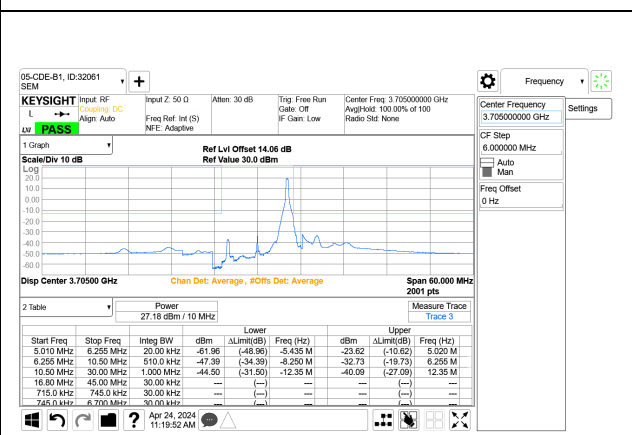 05-CDE-B1, ID:32061
SEM
Frequency
KEYSIGHT Input: RF Input Z: 50 Ω Atten: 30 dB Trig: Free Run Center Freq: 3.705000000 GHz
L Coupling: DC Gate: Off Avg|Hold: 100.00% of 100
Align: Auto Freq Ref: Int (S) IF Gain: Low Radio Std: None
LXI PASS NFE: Adaptive
Center Frequency
3.705000000 GHz
Settings
CF Step
6.000000 MHz
Auto
Man
Freq Offset
0 Hz
1 Graph
Ref Lvl Offset 14.06 dB
Scale/Div 10 dB Ref Value 30.0 dBm
Log
20.0
10.0
0.00
-10.0
-20.0
-30.0
-40.0
-50.0
-60.0
Disp Center 3.70500 GHz Chan Det: Average, #Offs Det: Average Span 60.000 MHz
2001 pts
2 Table Power Measure Trace
27.18 dBm / 10 MHz Trace 3
Lower Upper
Start Freq Stop Freq Integ BW dBm ΔLimit(dB) Freq (Hz) dBm ΔLimit(dB) Freq (Hz)
5.010 MHz 6.255 MHz 20.00 kHz -61.96 (-48.96) -5.435 M -23.62 (-10.62) 5.020 M
6.255 MHz 10.50 MHz 510.0 kHz -47.39 (-34.39) -8.250 M -32.73 (-19.73) 6.255 M
10.50 MHz 30.00 MHz 1.000 MHz -44.50 (-31.50) -12.35 M -40.09 (-27.09) 12.35 M
16.80 MHz 45.00 MHz 30.00 kHz --- (---) --- --- (---) ---
715.0 kHz 745.0 kHz 30.00 kHz --- (---) --- --- (---) ---
745.0 kHz 6.700 MHz 30.00 kHz --- (---) --- --- (---) ---
Apr 24, 2024
11:19:52 AM